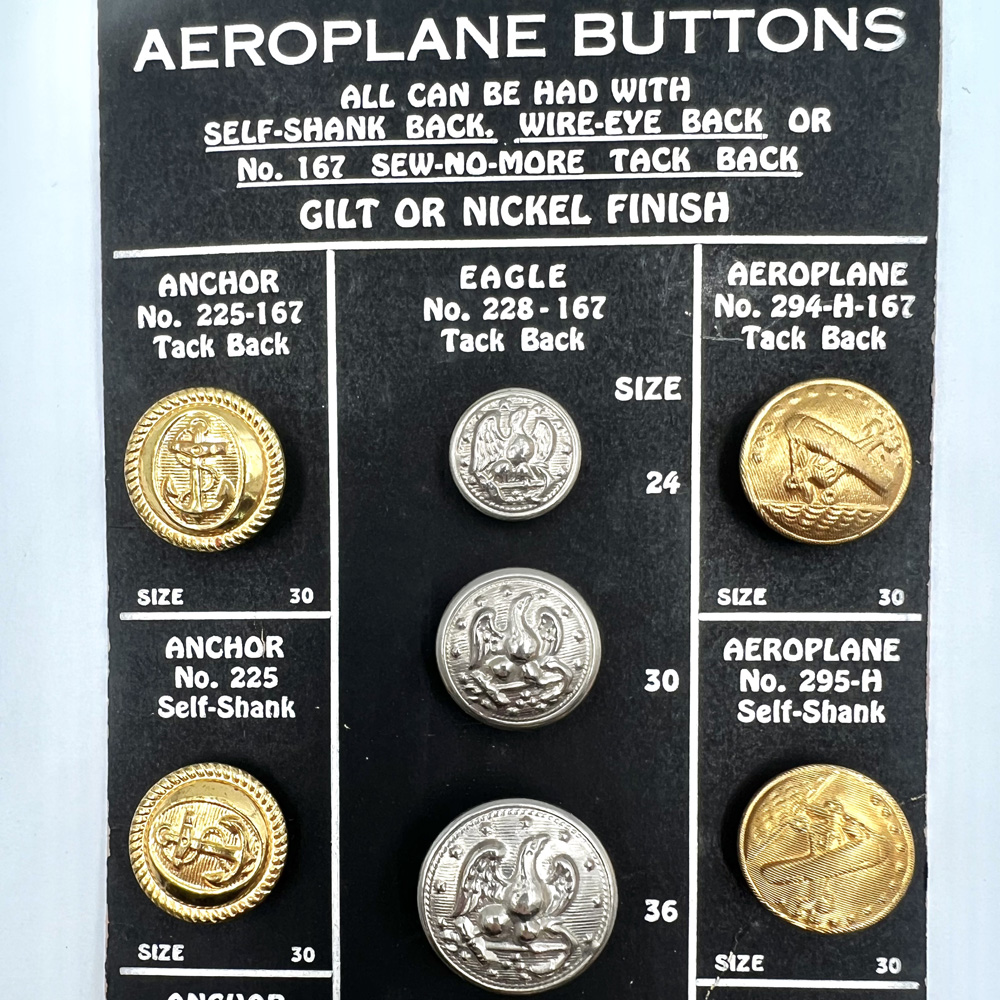 AEROPLANE BUTTONS
ALL CAN BE HAD WITH
SELF-SHANK BACK. WIRE-EYE BACK OR
No. 167 SEW-NO-MORE TACK BACK
GILT OR NICKEL FINISH
ANCHOR
No. 225-167
Tack Back
SIZE 30
ANCHOR
No. 225
Self-Shank
SIZE 30
ANCHOR
EAGLE
No. 228-167
Tack Back
SIZE
24
30
36
AEROPLANE
No. 294-H-167
Tack Back
SIZE 30
AEROPLANE
No. 295-H
Self-Shank
SIZE 30